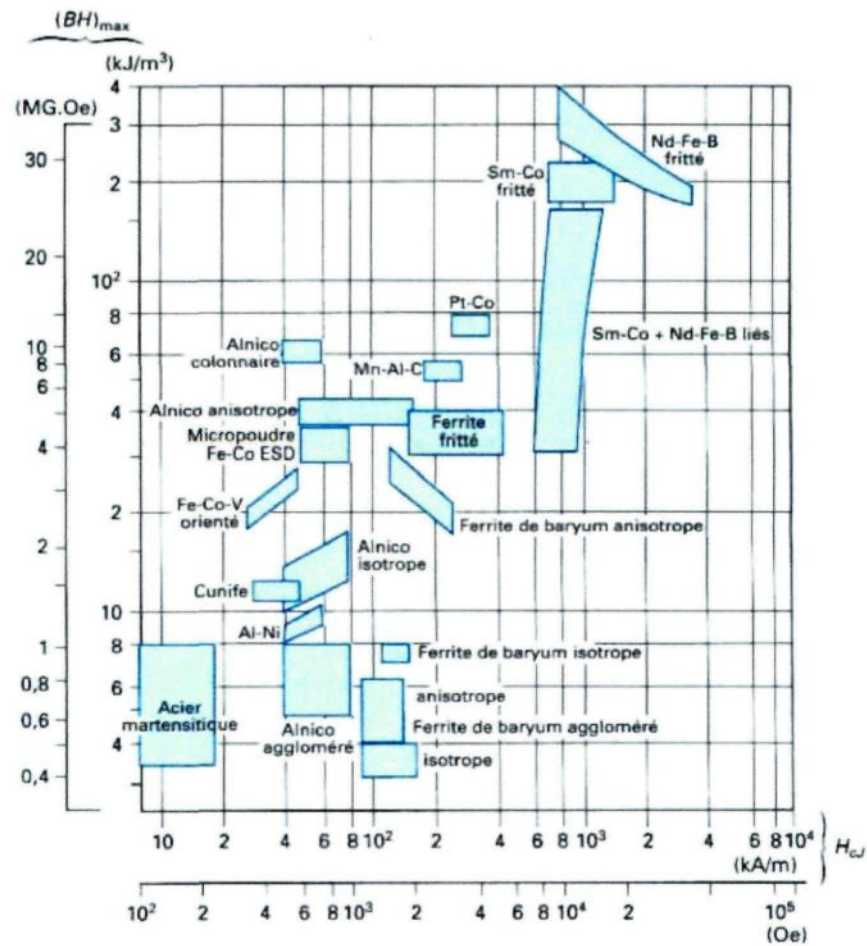 (BH)max
(kJ/m³)
(MG.Oe)
4
3
2
10²
8
6
4
2
10
8
6
4
30
20
10
8
6
4
2
1
0,8
0,6
0,4
Nd-Fe-B
fritté
Sm-Co
fritté
Pt-Co
Sm-Co + Nd-Fe-B liés
Alnico
colonnaire
Mn-Al-C
Alnico anisotrope
Ferrite
fritté
Micropoudre
Fe-Co ESD
Fe-Co-V
orienté
Ferrite de baryum anisotrope
Alnico
isotrope
Cunife
Al-Ni
Ferrite de baryum isotrope
Acier
martensitique
Alnico
aggloméré
anisotrope
Ferrite de baryum aggloméré
isotrope
10 2 4 6 8 10² 2 4 6 8 10³ 2 4 8 10⁴
(kA/m)
HcJ
10² 2 4 6 8 10³ 2 4 6 8 10⁴ 2 10⁵
(Oe)